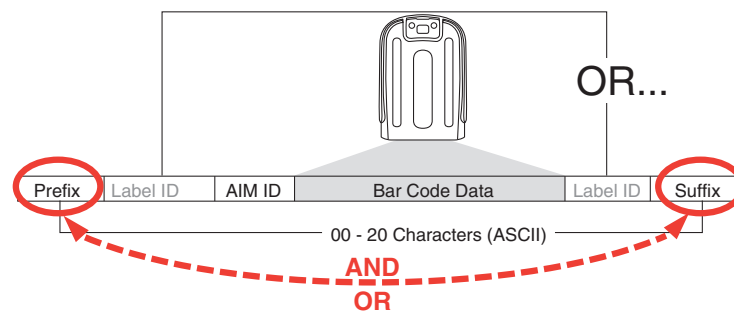 OR...
Prefix Label ID AIM ID Bar Code Data Label ID Suffix
00 - 20 Characters (ASCII)
AND
OR